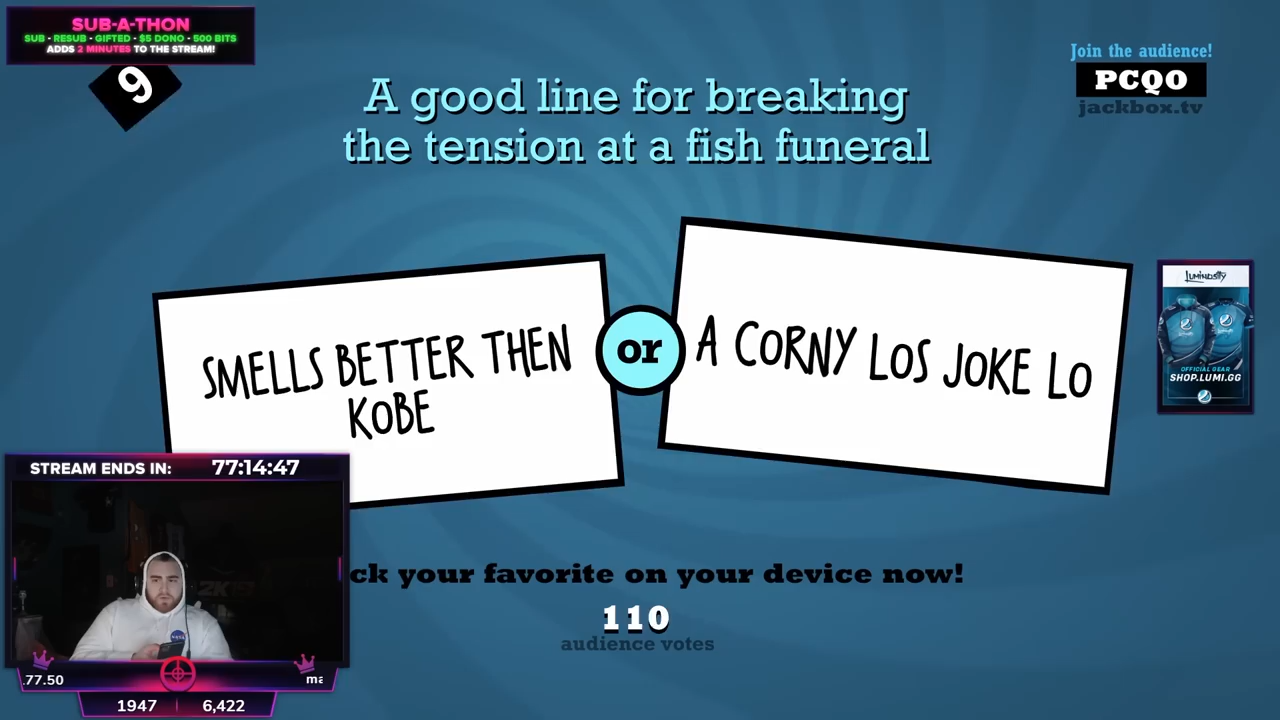 SUB-A-THON
SUB - RESUB - GIFTED - $5 DONO - 500 BITS
ADDS 2 MINUTES TO THE STREAM!
9
A good line for breaking
the tension at a fish funeral
Join the audience!
PCQO
jackbox.tv
SMELLS BETTER THEN
KOBE
or
A CORNY LOS JOKE LO
LUMINOSITY
OFFICIAL GEAR
SHOP.LUMI.GG
STREAM ENDS IN: 77:14:47
ck your favorite on your device now!
110
audience votes
2K19
.77.50
ma
1947 6,422